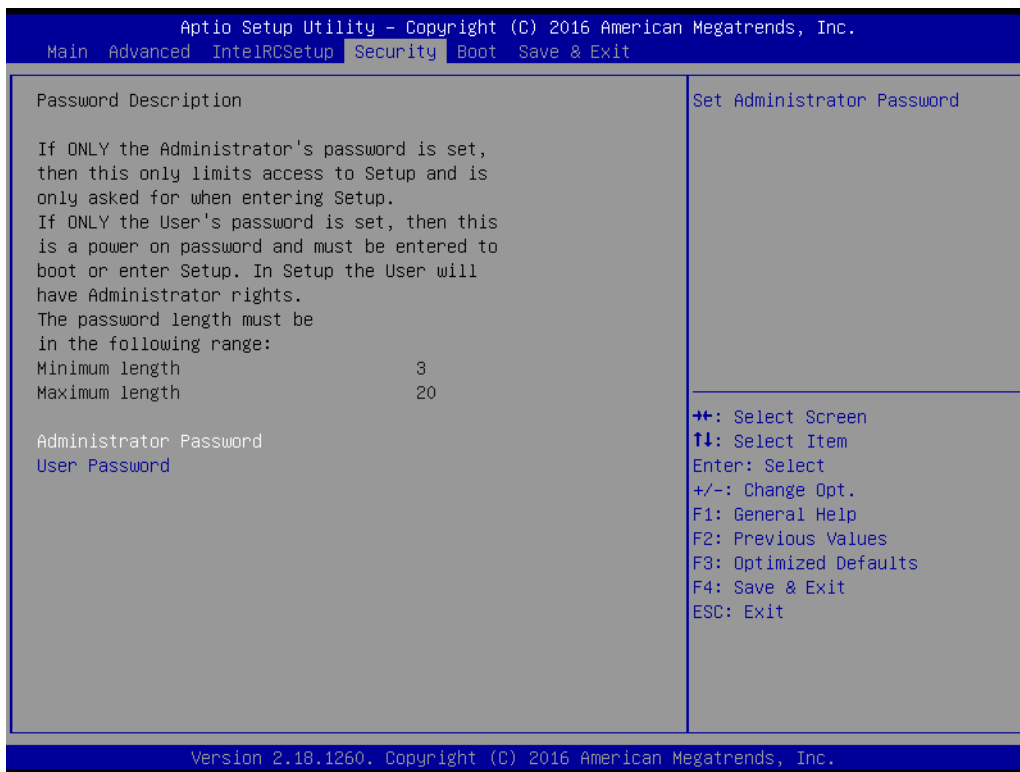 Aptio Setup Utility – Copyright (C) 2016 American Megatrends, Inc.
Main Advanced IntelRCSetup Security Boot Save & Exit
Password Description
If ONLY the Administrator's password is set,
then this only limits access to Setup and is
only asked for when entering Setup.
If ONLY the User's password is set, then this
is a power on password and must be entered to
boot or enter Setup. In Setup the User will
have Administrator rights.
The password length must be
in the following range:
Minimum length 3
Maximum length 20
Administrator Password
User Password
Set Administrator Password
→←: Select Screen
↑↓: Select Item
Enter: Select
+/-: Change Opt.
F1: General Help
F2: Previous Values
F3: Optimized Defaults
F4: Save & Exit
ESC: Exit
Version 2.18.1260. Copyright (C) 2016 American Megatrends, Inc.